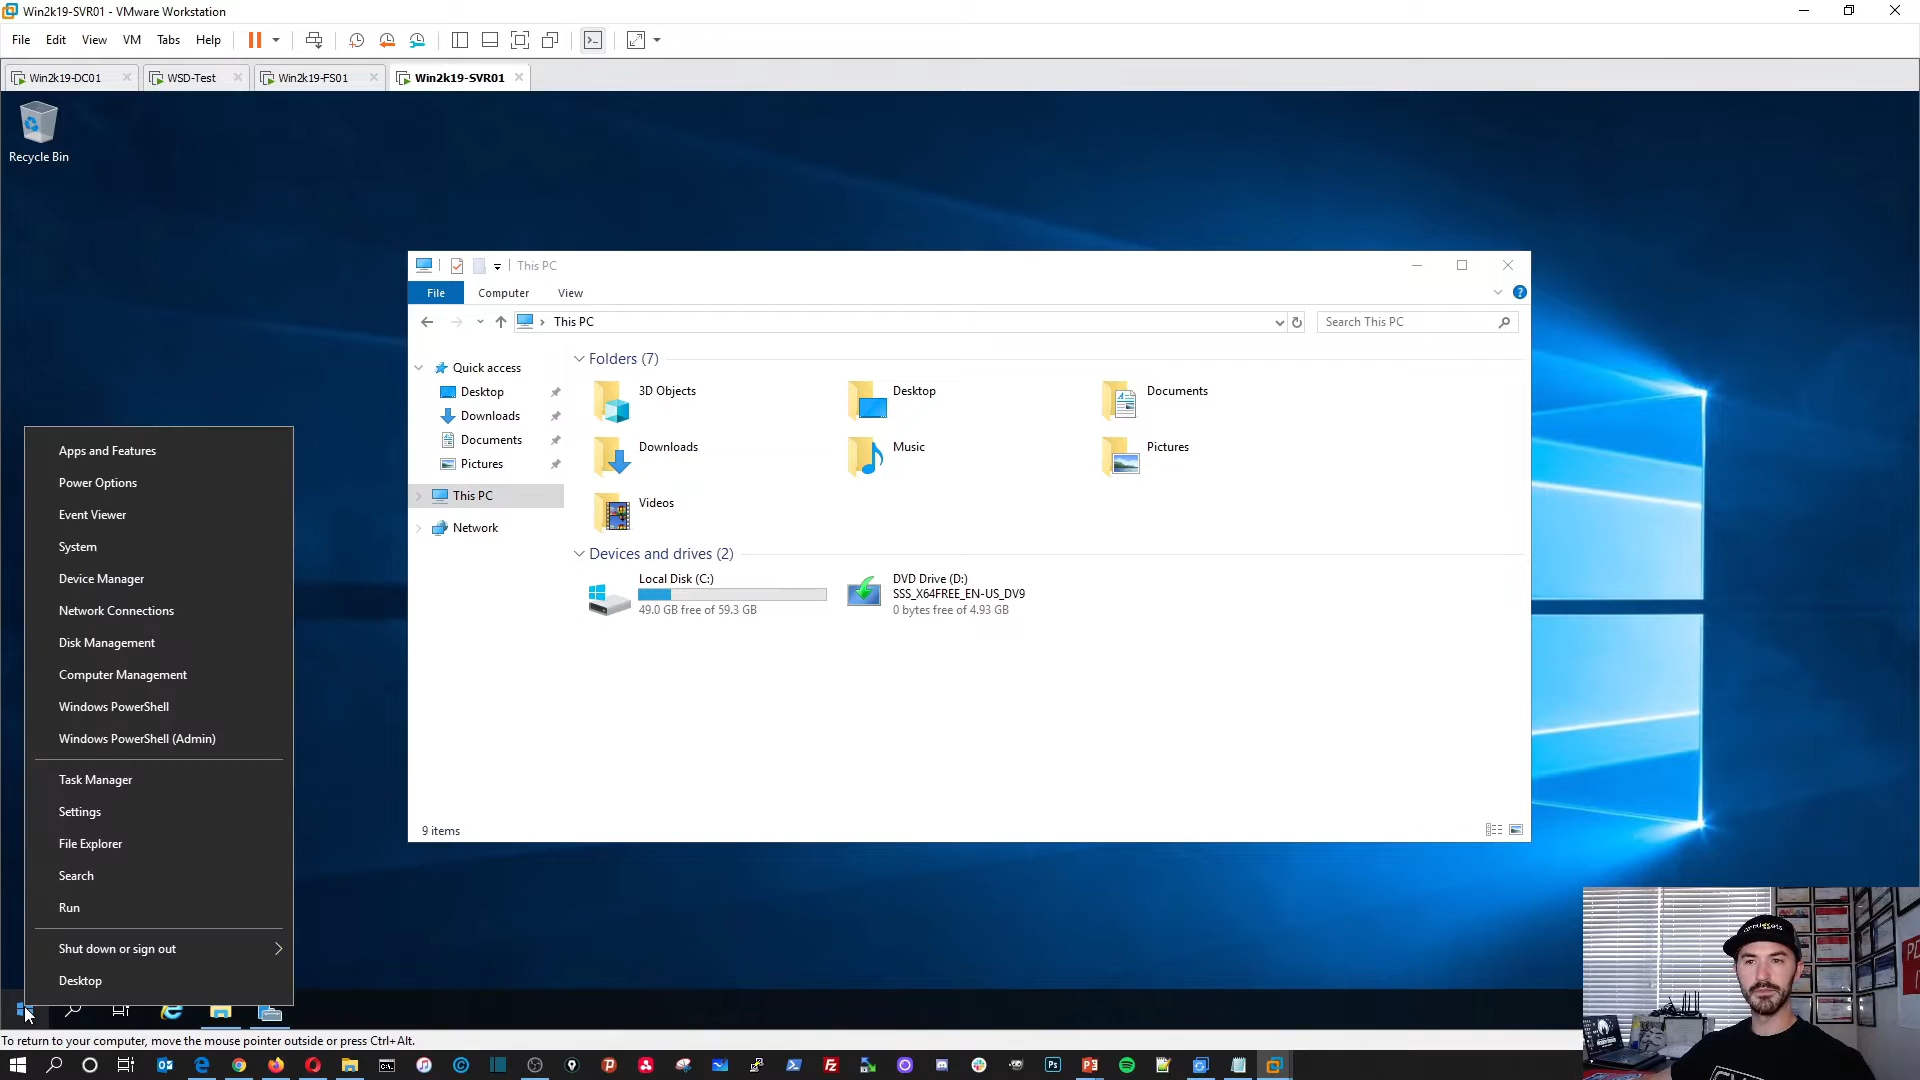 Win2k19-SVR01 - VMware Workstation
File Edit View VM Tabs Help
Win2k19-DC01 WSD-Test Win2k19-FS01 Win2k19-SVR01
Recycle Bin
This PC
File Computer View
This PC
Search This PC
Quick access
Desktop
Downloads
Documents
Pictures
This PC
Network
Folders (7)
3D Objects
Desktop
Documents
Downloads
Music
Pictures
Videos
Devices and drives (2)
Local Disk (C:)
49.0 GB free of 59.3 GB
DVD Drive (D:)
SSS_X64FREE_EN-US_DV9
0 bytes free of 4.93 GB
9 items
Apps and Features
Power Options
Event Viewer
System
Device Manager
Network Connections
Disk Management
Computer Management
Windows PowerShell
Windows PowerShell (Admin)
Task Manager
Settings
File Explorer
Search
Run
Shut down or sign out
Desktop
To return to your computer, move the mouse pointer outside or press Ctrl+Alt.